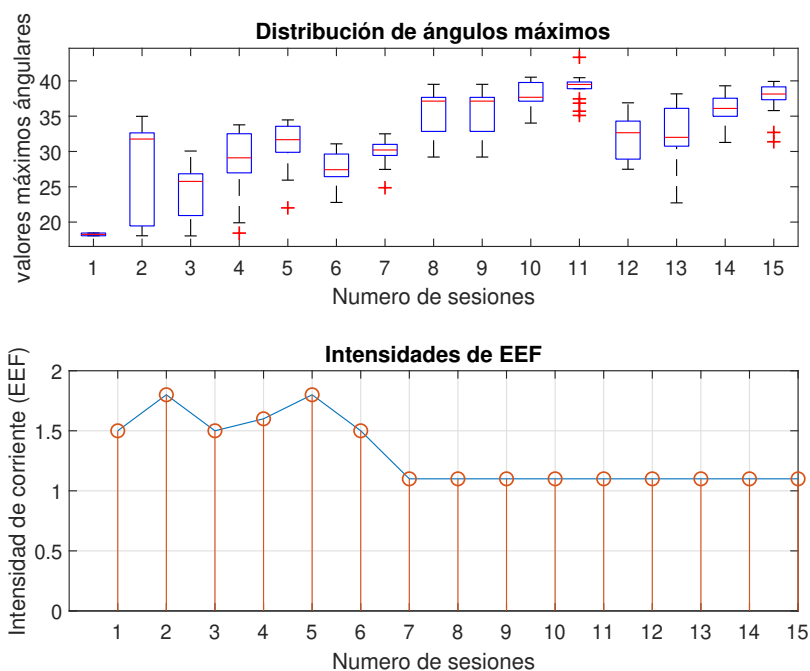 Distribución de ángulos máximos
valores máximos ángulares
40
35
30
25
20
1 2 3 4 5 6 7 8 9 10 11 12 13 14 15
Numero de sesiones
Intensidades de EEF
Intensidad de corriente (EEF)
2
1.5
1
0.5
0
1 2 3 4 5 6 7 8 9 10 11 12 13 14 15
Numero de sesiones